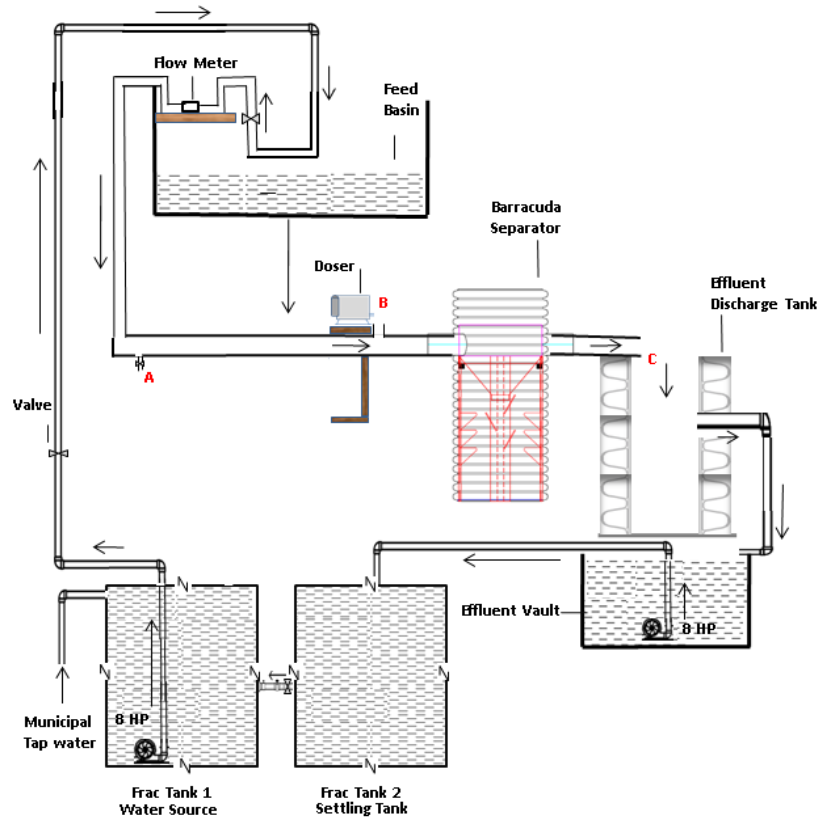 Flow Meter
Feed
Basin
Barracuda
Separator
Doser
B
Effluent
Discharge Tank
A
C
Valve
Effluent Vault
8 HP
8 HP
Municipal
Tap water
N
N
N
N
N
N
N
N
Frac Tank 1
Water Source
Frac Tank 2
Settling Tank